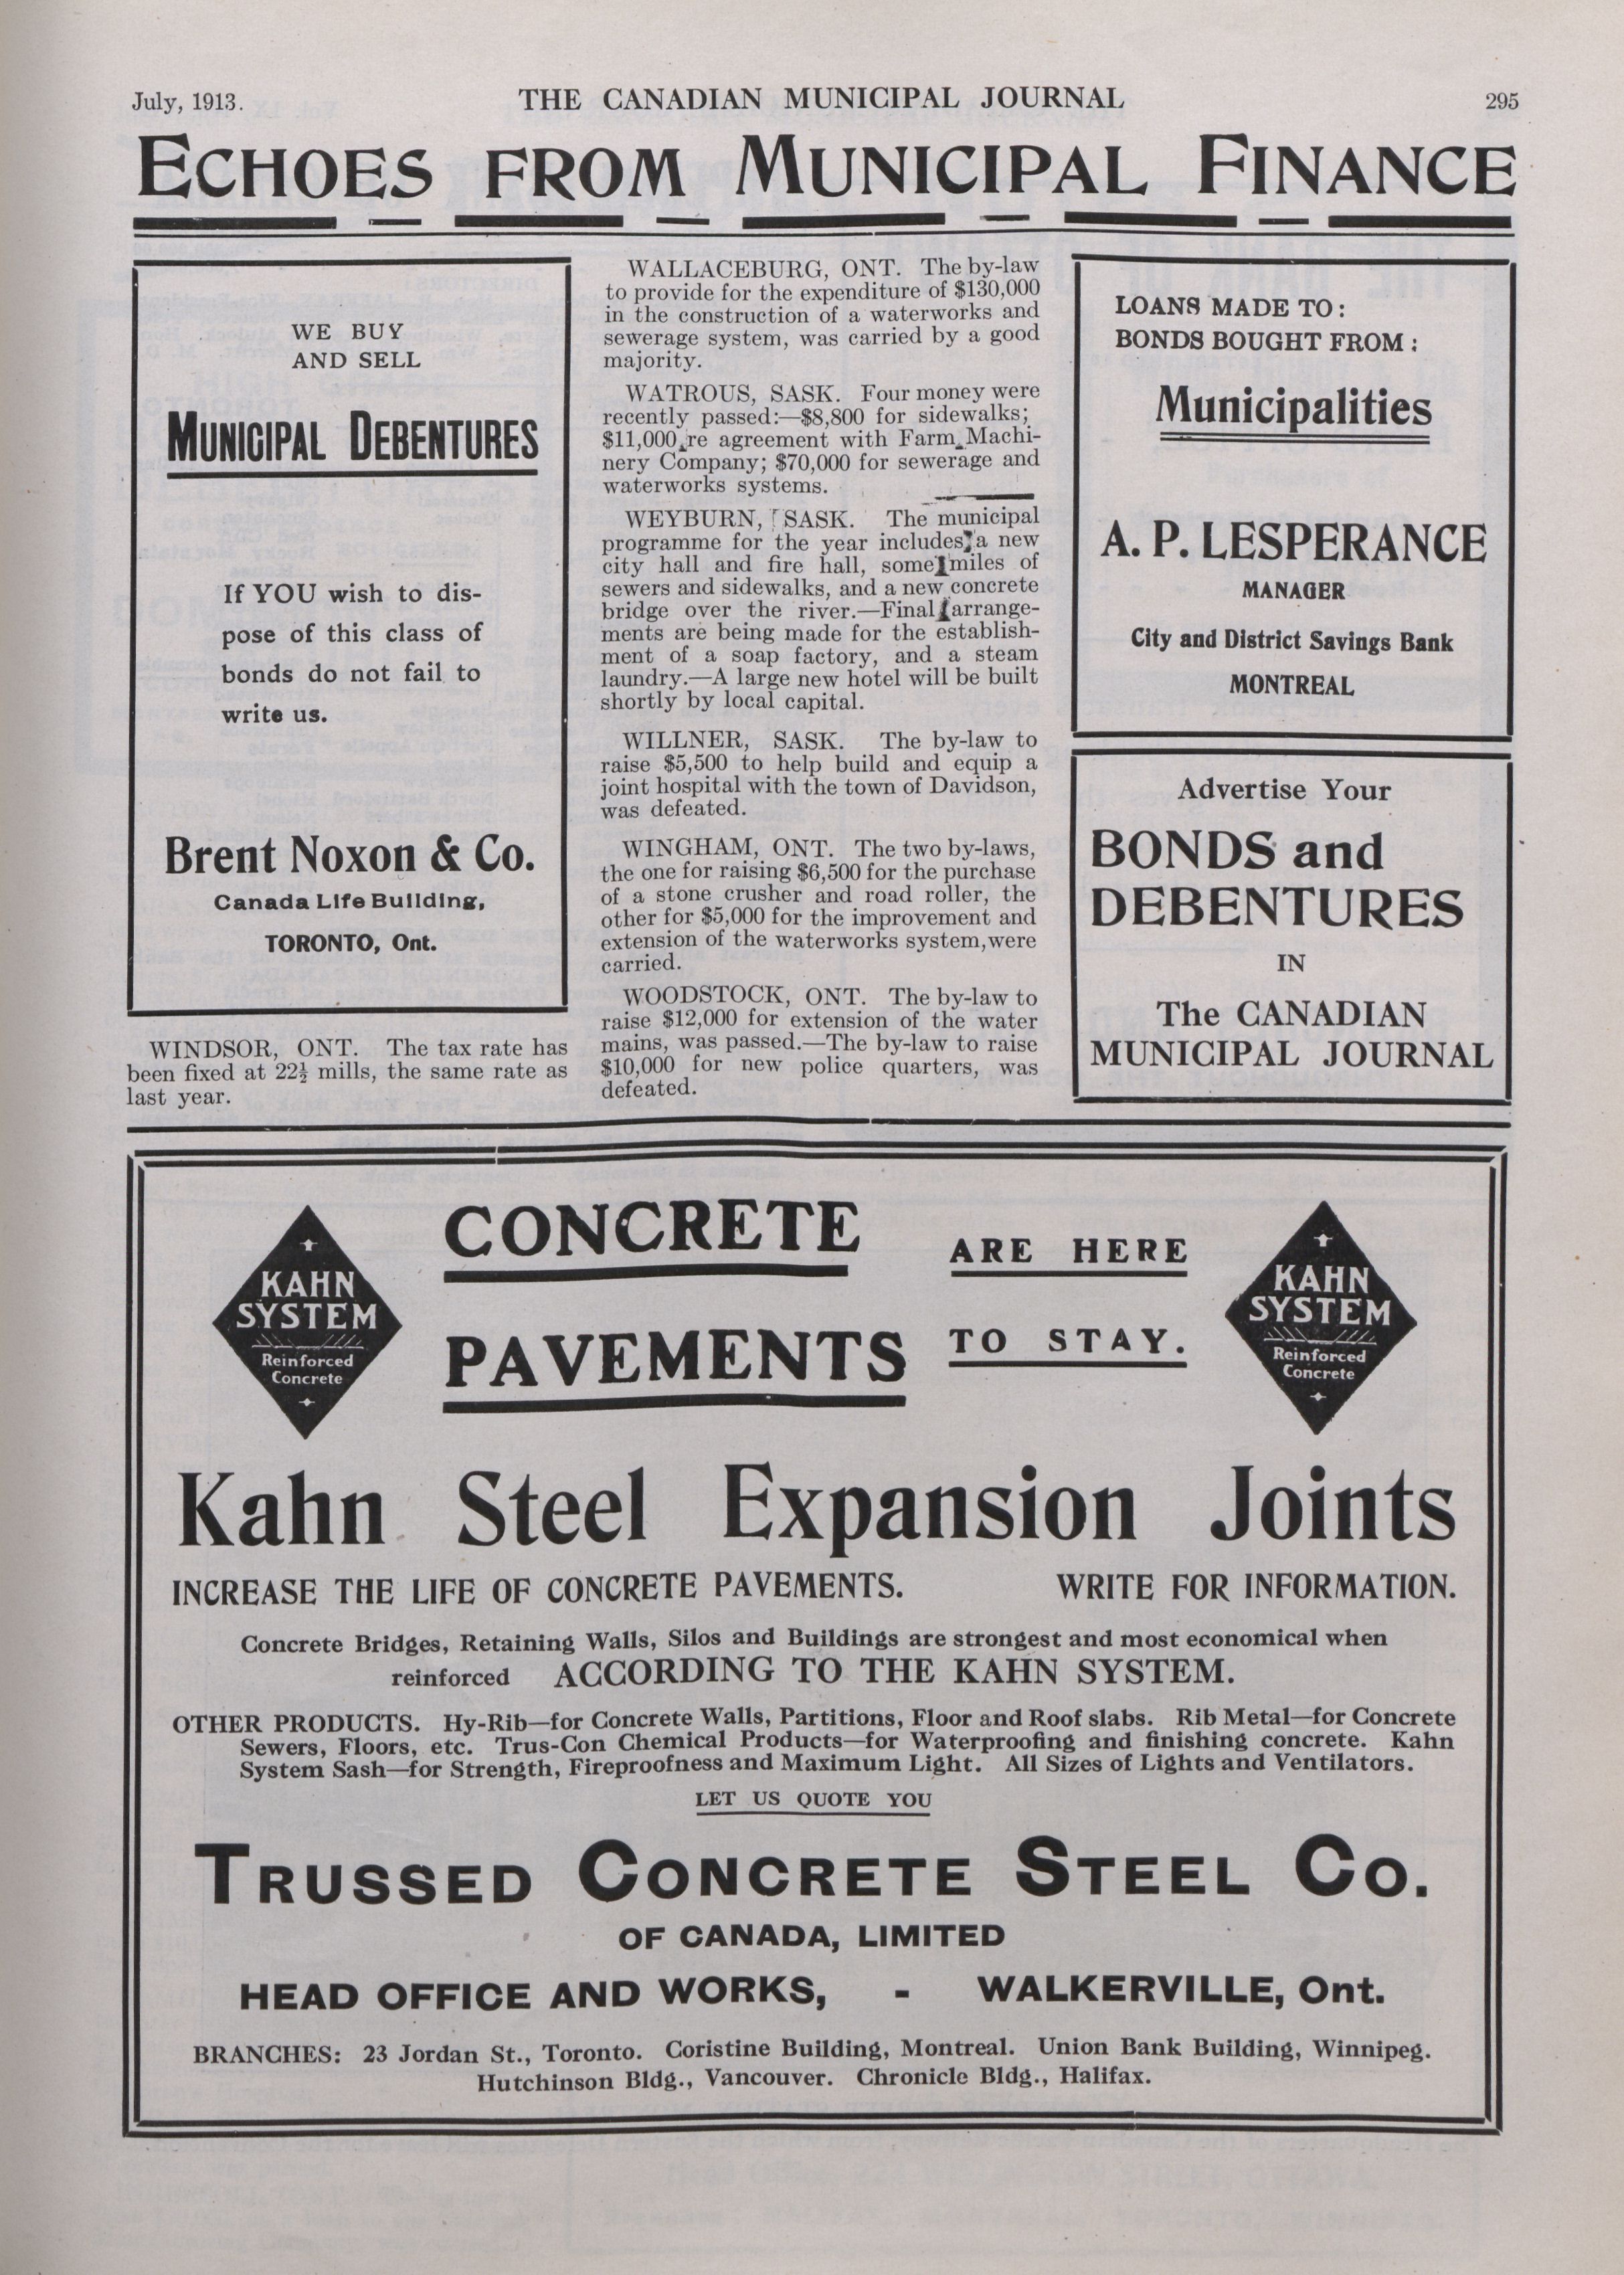 July, 1913.
THE CANADIAN MUNICIPAL JOURNAL
295
ECHOES FROM MUNICIPAL FINANCE
WE BUY
AND SELL
MUNICIPAL DEBENTURES
If YOU wish to dis-
pose of this class of
bonds do not fail to
write us.
Brent Noxon & Co.
Canada Life Building,
TORONTO, Ont.
WINDSOR, ONT. The tax rate has
been fixed at 22½ mills, the same rate as
last year.
WALLACEBURG, ONT. The by-law
to provide for the expenditure of $130,000
in the construction of a waterworks and
sewerage system, was carried by a good
majority.
WATROUS, SASK. Four money were
recently passed:—$8,800 for sidewalks;
$11,000 re agreement with Farm Machi-
nery Company; $70,000 for sewerage and
waterworks systems.
WEYBURN, SASK. The municipal
programme for the year includes a new
city hall and fire hall, some miles of
sewers and sidewalks, and a new concrete
bridge over the river.—Final arrange-
ments are being made for the establish-
ment of a soap factory, and a steam
laundry.—A large new hotel will be built
shortly by local capital.
WILLNER, SASK. The by-law to
raise $5,500 to help build and equip a
joint hospital with the town of Davidson,
was defeated.
WINGHAM, ONT. The two by-laws,
the one for raising $6,500 for the purchase
of a stone crusher and road roller, the
other for $5,000 for the improvement and
extension of the waterworks system,were
carried.
WOODSTOCK, ONT. The by-law to
raise $12,000 for extension of the water
mains, was passed.—The by-law to raise
$10,000 for new police quarters, was
defeated.
LOANS MADE TO:
BONDS BOUGHT FROM:
Municipalities
A. P. LESPERANCE
MANAGER
City and District Savings Bank
MONTREAL
Advertise Your
BONDS and
DEBENTURES
IN
The CANADIAN
MUNICIPAL JOURNAL
KAHN
SYSTEM
Reinforced
Concrete
CONCRETE
PAVEMENTS
ARE HERE
TO STAY.
KAHN
SYSTEM
Reinforced
Concrete
Kahn Steel Expansion Joints
INCREASE THE LIFE OF CONCRETE PAVEMENTS. WRITE FOR INFORMATION.
Concrete Bridges, Retaining Walls, Silos and Buildings are strongest and most economical when
reinforced ACCORDING TO THE KAHN SYSTEM.
OTHER PRODUCTS. Hy-Rib—for Concrete Walls, Partitions, Floor and Roof slabs. Rib Metal—for Concrete
Sewers, Floors, etc. Trus-Con Chemical Products—for Waterproofing and finishing concrete. Kahn
System Sash—for Strength, Fireproofness and Maximum Light. All Sizes of Lights and Ventilators.
LET US QUOTE YOU
TRUSSED CONCRETE STEEL CO.
OF CANADA, LIMITED
HEAD OFFICE AND WORKS, - WALKERVILLE, Ont.
BRANCHES: 23 Jordan St., Toronto. Coristine Building, Montreal. Union Bank Building, Winnipeg.
Hutchinson Bldg., Vancouver. Chronicle Bldg., Halifax.